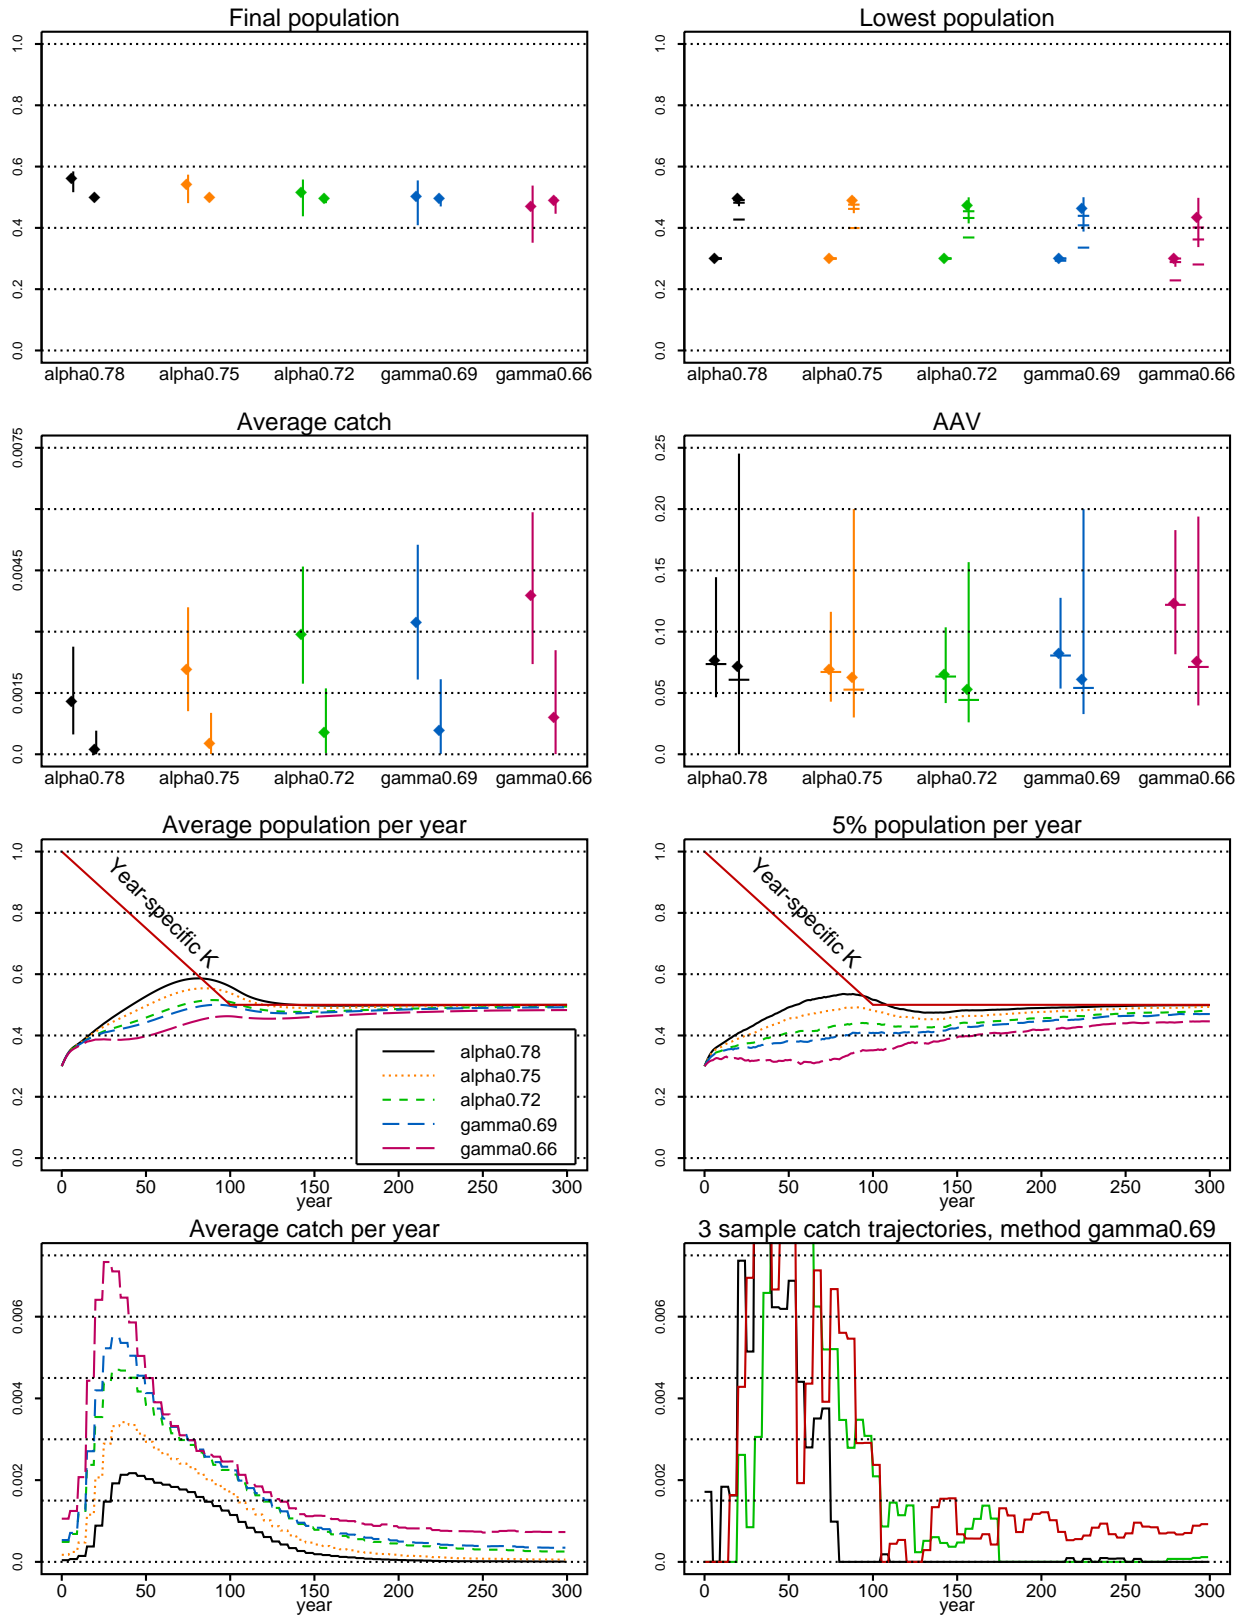 Final population
1.0
0.8
0.6
0.4
0.2
0.0
alpha0.78 alpha0.75 alpha0.72 gamma0.69 gamma0.66
Lowest population
1.0
0.8
0.6
0.4
0.2
0.0
alpha0.78 alpha0.75 alpha0.72 gamma0.69 gamma0.66
Average catch
0.0075
0.0045
0.0015
0.0
alpha0.78 alpha0.75 alpha0.72 gamma0.69 gamma0.66
AAV
0.25
0.20
0.15
0.10
0.05
0.0
alpha0.78 alpha0.75 alpha0.72 gamma0.69 gamma0.66
Average population per year
1.0
0.8
0.6
0.4
0.2
0.0
Year-specific K
alpha0.78
alpha0.75
alpha0.72
gamma0.69
gamma0.66
0 50 100 150 200 250 300
year
5% population per year
1.0
0.8
0.6
0.4
0.2
0.0
Year-specific K
0 50 100 150 200 250 300
year
Average catch per year
0.006
0.004
0.002
0.0
0 50 100 150 200 250 300
year
3 sample catch trajectories, method gamma0.69
0.006
0.004
0.002
0.0
0 50 100 150 200 250 300
year